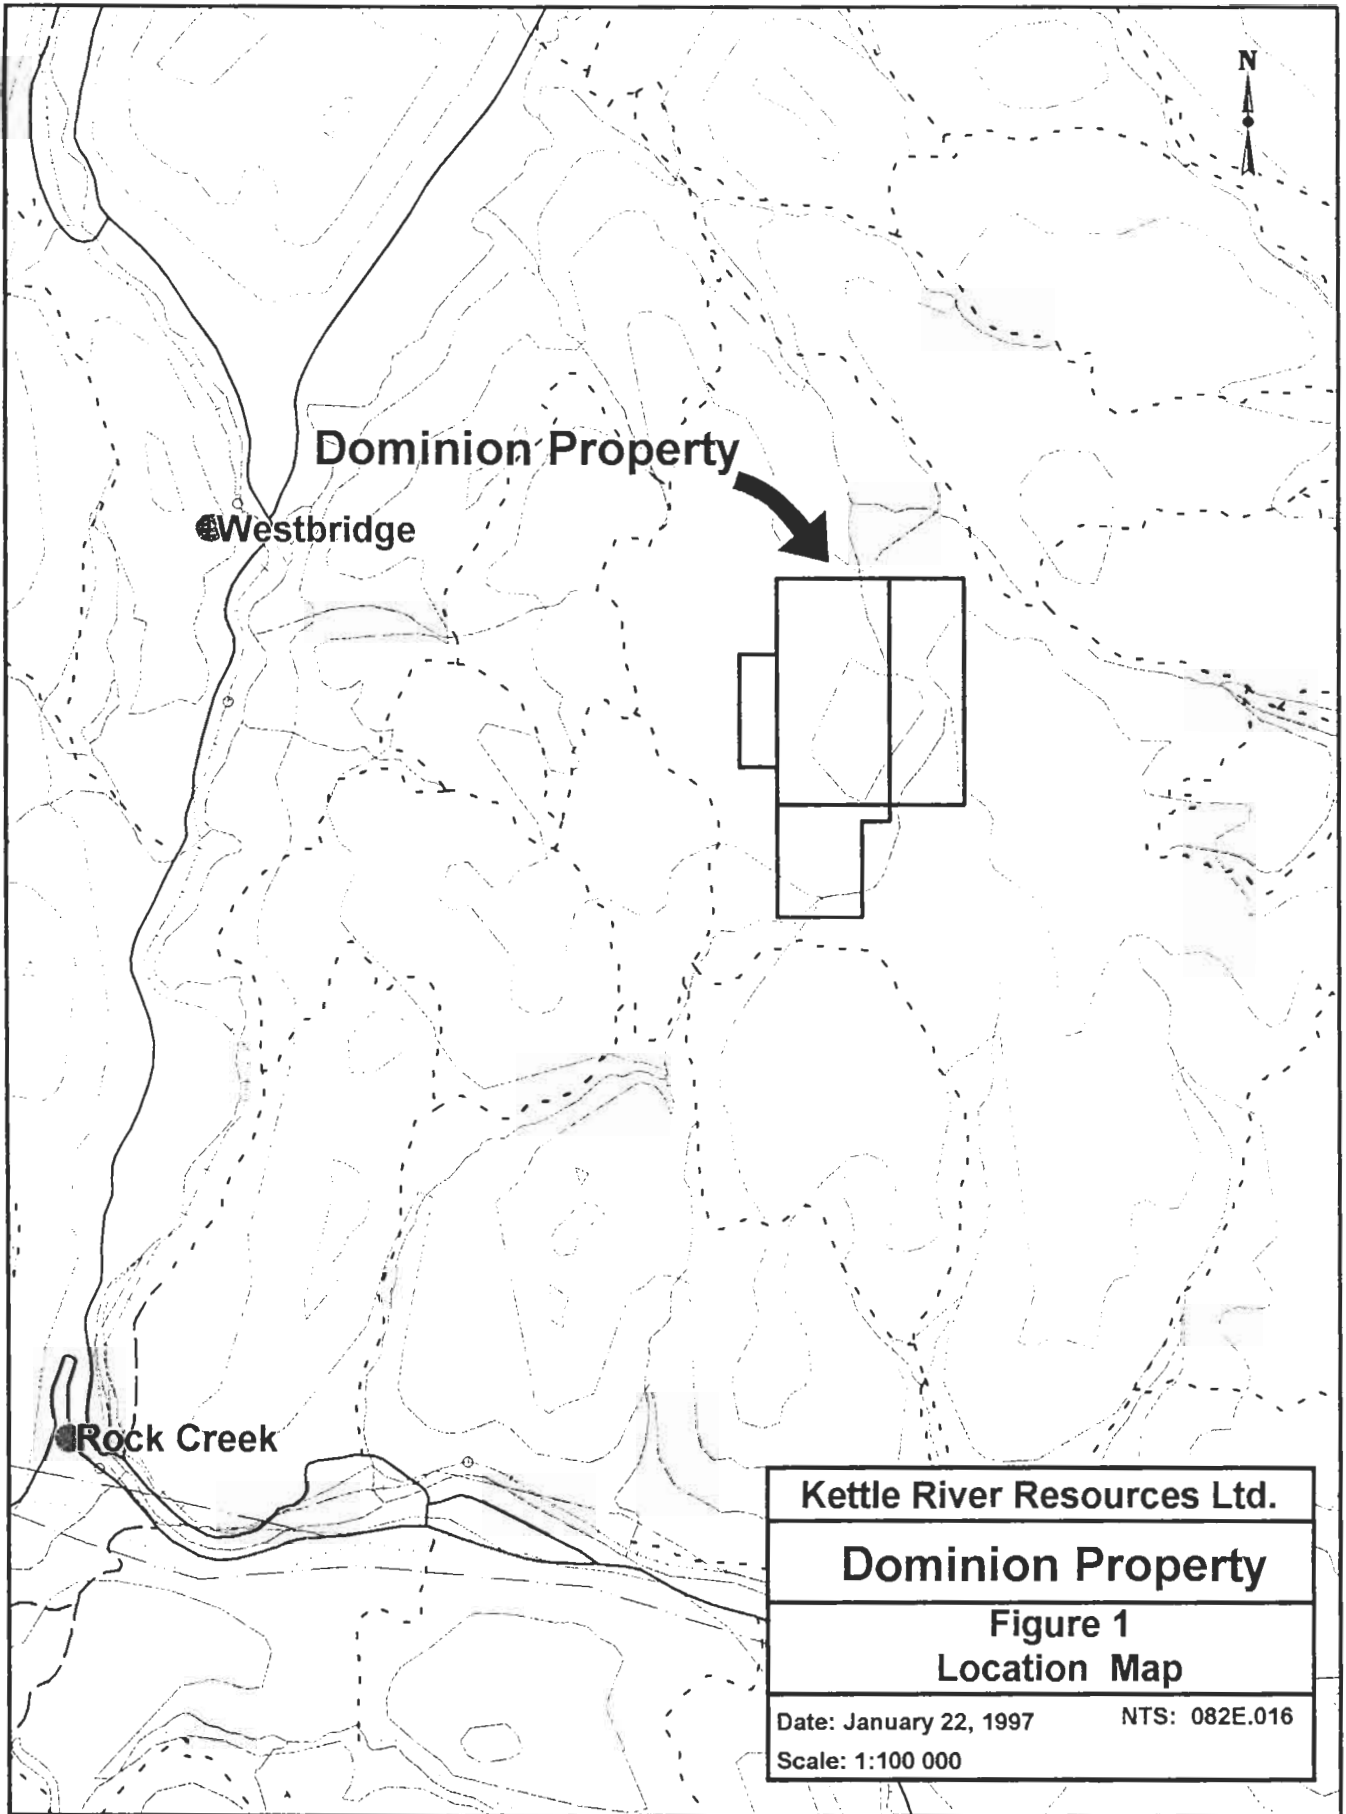 N
Dominion Property
Westbridge
Rock Creek
Kettle River Resources Ltd.
Dominion Property
Figure 1
Location Map
Date: January 22, 1997 NTS: 082E.016
Scale: 1:100 000